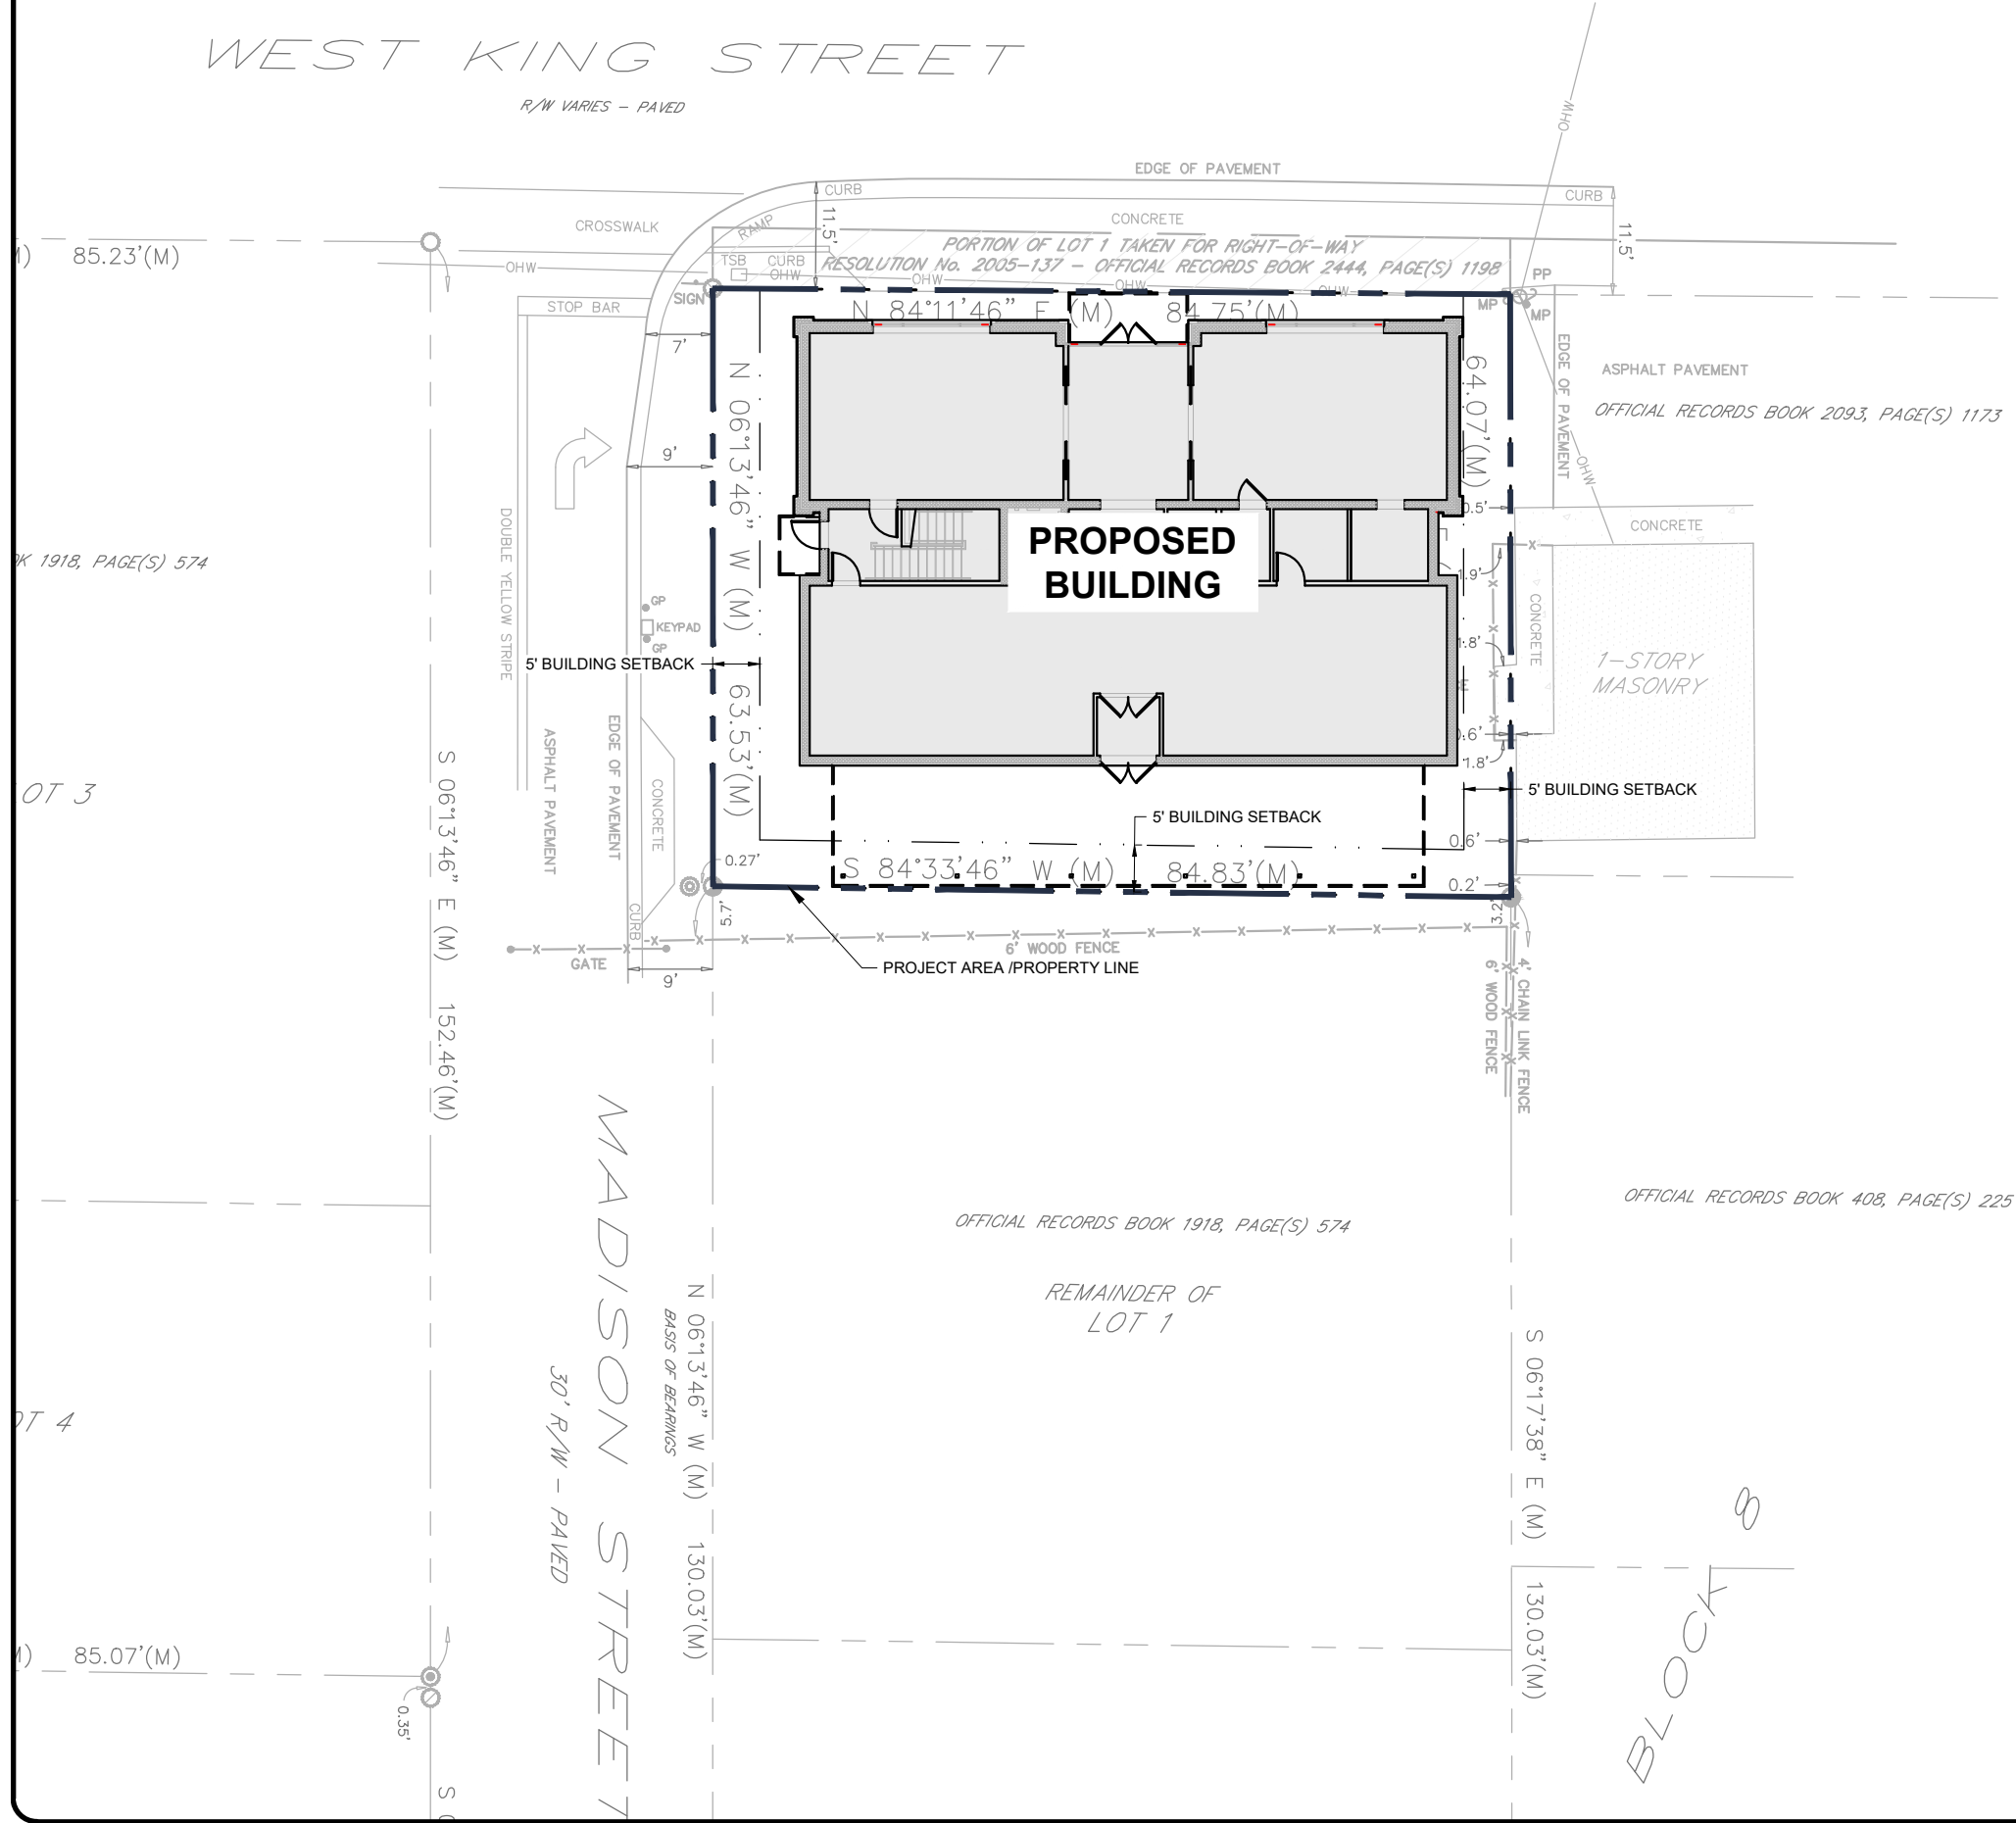 WEST KING STREET
R/W VARIES - PAVED
OHW
EDGE OF PAVEMENT
CURB
CURB
CROSSWALK
RAMP
11.5'
CONCRETE
11.5'
PORTION OF LOT 1 TAKEN FOR RIGHT-OF-WAY
RESOLUTION No. 2005-137 - OFFICIAL RECORDS BOOK 2444, PAGE(S) 1198
85.23'(M)
OHW
TSB
CURB
OHW
OHW
OHW
OHW
PP
MP
MP
SIGN
STOP BAR
N 84°11'46" E (M) 84.75'(M)
7'
N 06°13'46" W (M) 63.53'(M)
64.07'(M)
EDGE OF PAVEMENT
ASPHALT PAVEMENT
OFFICIAL RECORDS BOOK 2093, PAGE(S) 1173
9'
OHW
0.5'
CONCRETE
DOUBLE YELLOW STRIPE
PROPOSED
BUILDING
K 1918, PAGE(S) 574
1.9'
CONCRETE
GP
KEYPAD
GP
1.8'
5' BUILDING SETBACK
1-STORY
MASONRY
0.6'
1.8'
S 06°13'46" E (M) 152.46'(M)
ASPHALT PAVEMENT
EDGE OF PAVEMENT
CONCRETE
OT 3
5' BUILDING SETBACK
5' BUILDING SETBACK
0.6'
0.27'
S 84°33'46" W (M) 84.83'(M)
0.2'
CURB
5.7'
3.2'
6' WOOD FENCE
GATE
PROJECT AREA /PROPERTY LINE
9'
6' WOOD FENCE
4' CHAIN LINK FENCE
MADISON STREET
30' R/W - PAVED
OFFICIAL RECORDS BOOK 408, PAGE(S) 225
OFFICIAL RECORDS BOOK 1918, PAGE(S) 574
REMAINDER OF
LOT 1
N 06°13'46" W (M) 130.03'(M)
BASIS OF BEARINGS
S 06°17'38" E (M) 130.03'(M)
OT 4
BLOCK 8
85.07'(M)
0.35'
S